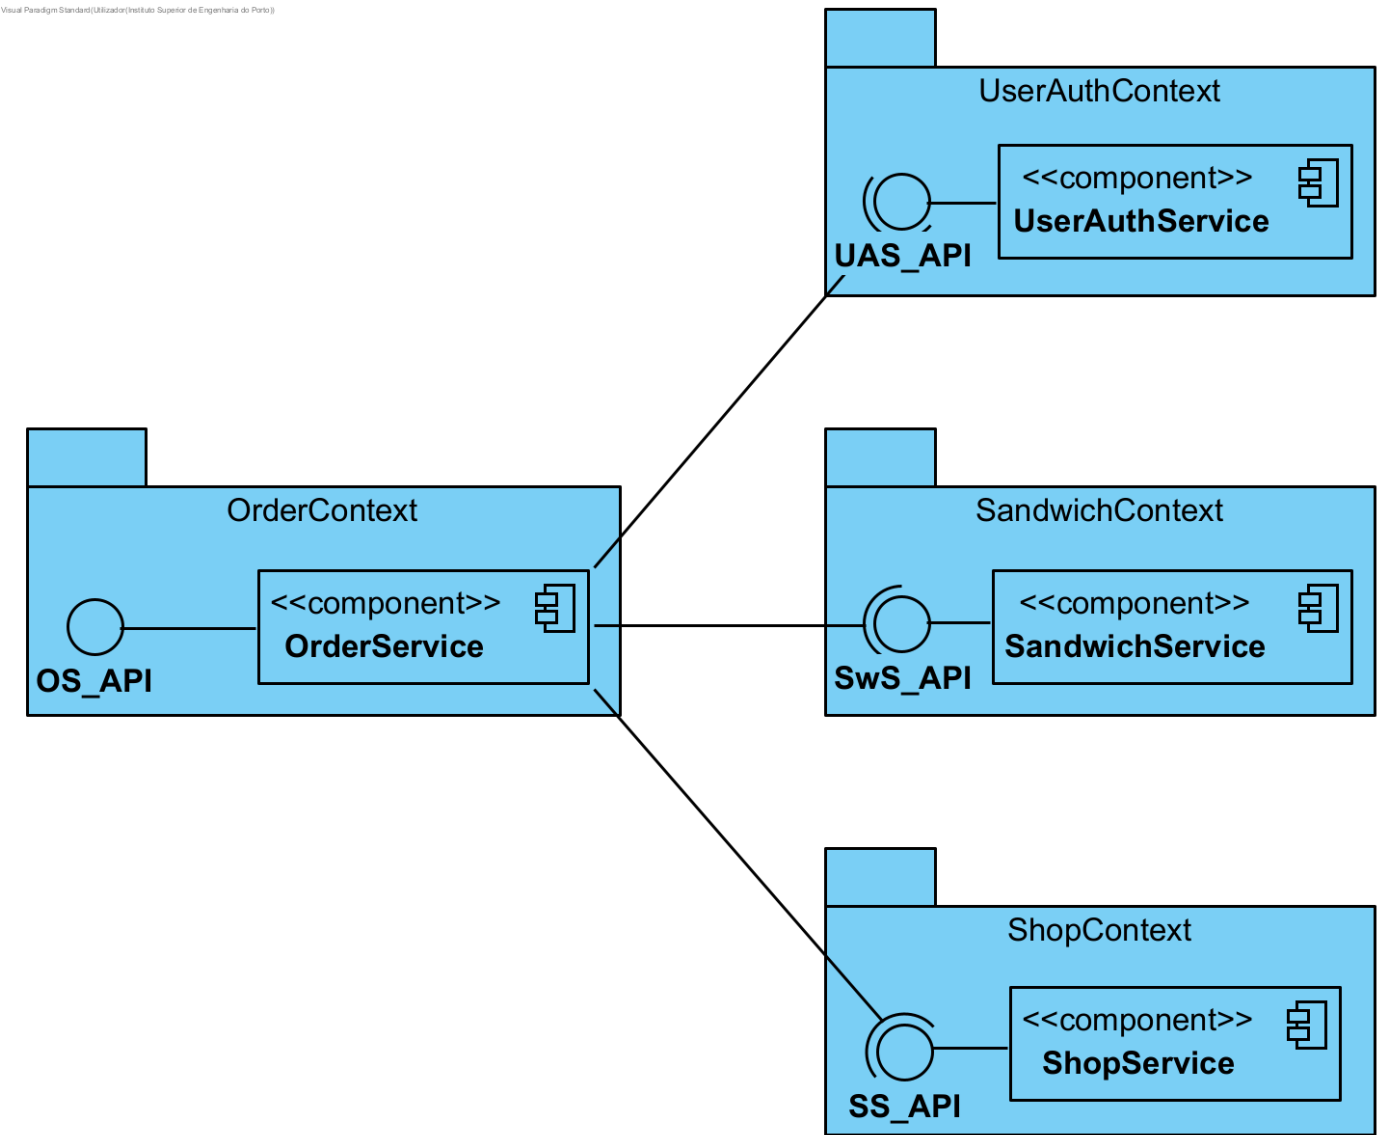 Visual Paradigm Standard(Utilizador(Instituto Superior de Engenharia do Porto))
UserAuthContext
<<component>>
UserAuthService
UAS_API
OrderContext
<<component>>
OrderService
OS_API
SandwichContext
<<component>>
SandwichService
SwS_API
ShopContext
<<component>>
ShopService
SS_API